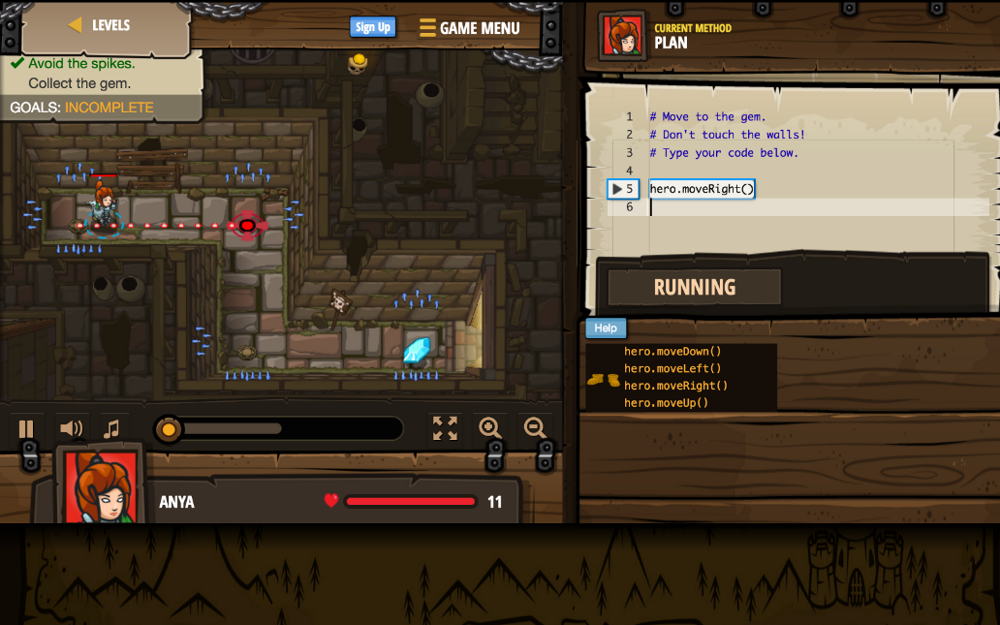 LEVELS
Sign Up
GAME MENU
Avoid the spikes.
Collect the gem.
GOALS: INCOMPLETE
CURRENT METHOD
PLAN
1 # Move to the gem.
2 # Don't touch the walls!
3 # Type your code below.
4
5 hero.moveRight()
6
RUNNING
Help
hero.moveDown()
hero.moveLeft()
hero.moveRight()
hero.moveUp()
ANYA
11